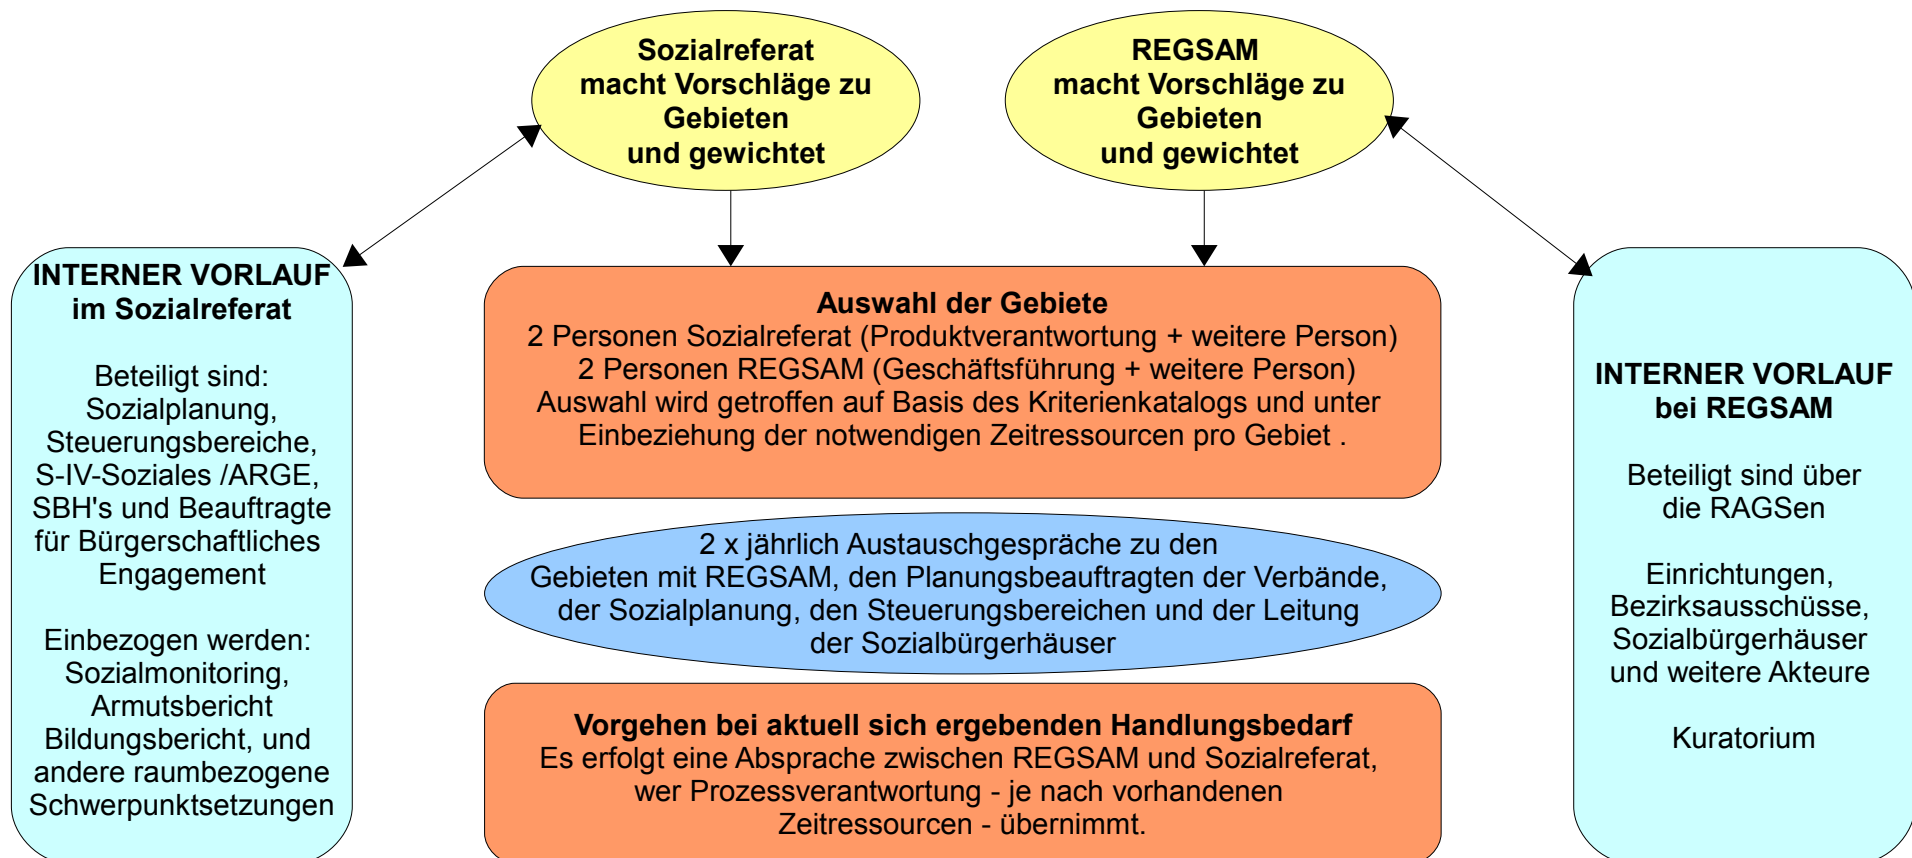 Sozialreferat
macht Vorschläge zu
Gebieten
und gewichtet
REGSAM
macht Vorschläge zu
Gebieten
und gewichtet
INTERNER VORLAUF
im Sozialreferat
Beteiligt sind:
Sozialplanung,
Steuerungsbereiche,
S-IV-Soziales /ARGE,
SBH's und Beauftragte
für Bürgerschaftliches
Engagement
Einbezogen werden:
Sozialmonitoring,
Armutsbericht
Bildungsbericht, und
andere raumbezogene
Schwerpunktsetzungen
Auswahl der Gebiete
2 Personen Sozialreferat (Produktverantwortung + weitere Person)
2 Personen REGSAM (Geschäftsführung + weitere Person)
Auswahl wird getroffen auf Basis des Kriterienkatalogs und unter
Einbeziehung der notwendigen Zeitressourcen pro Gebiet .
2 x jährlich Austauschgespräche zu den
Gebieten mit REGSAM, den Planungsbeauftragten der Verbände,
der Sozialplanung, den Steuerungsbereichen und der Leitung
der Sozialbürgerhäuser
Vorgehen bei aktuell sich ergebenden Handlungsbedarf
Es erfolgt eine Absprache zwischen REGSAM und Sozialreferat,
wer Prozessverantwortung - je nach vorhandenen
Zeitressourcen - übernimmt.
INTERNER VORLAUF
bei REGSAM
Beteiligt sind über
die RAGSen
Einrichtungen,
Bezirksausschüsse,
Sozialbürgerhäuser
und weitere Akteure
Kuratorium